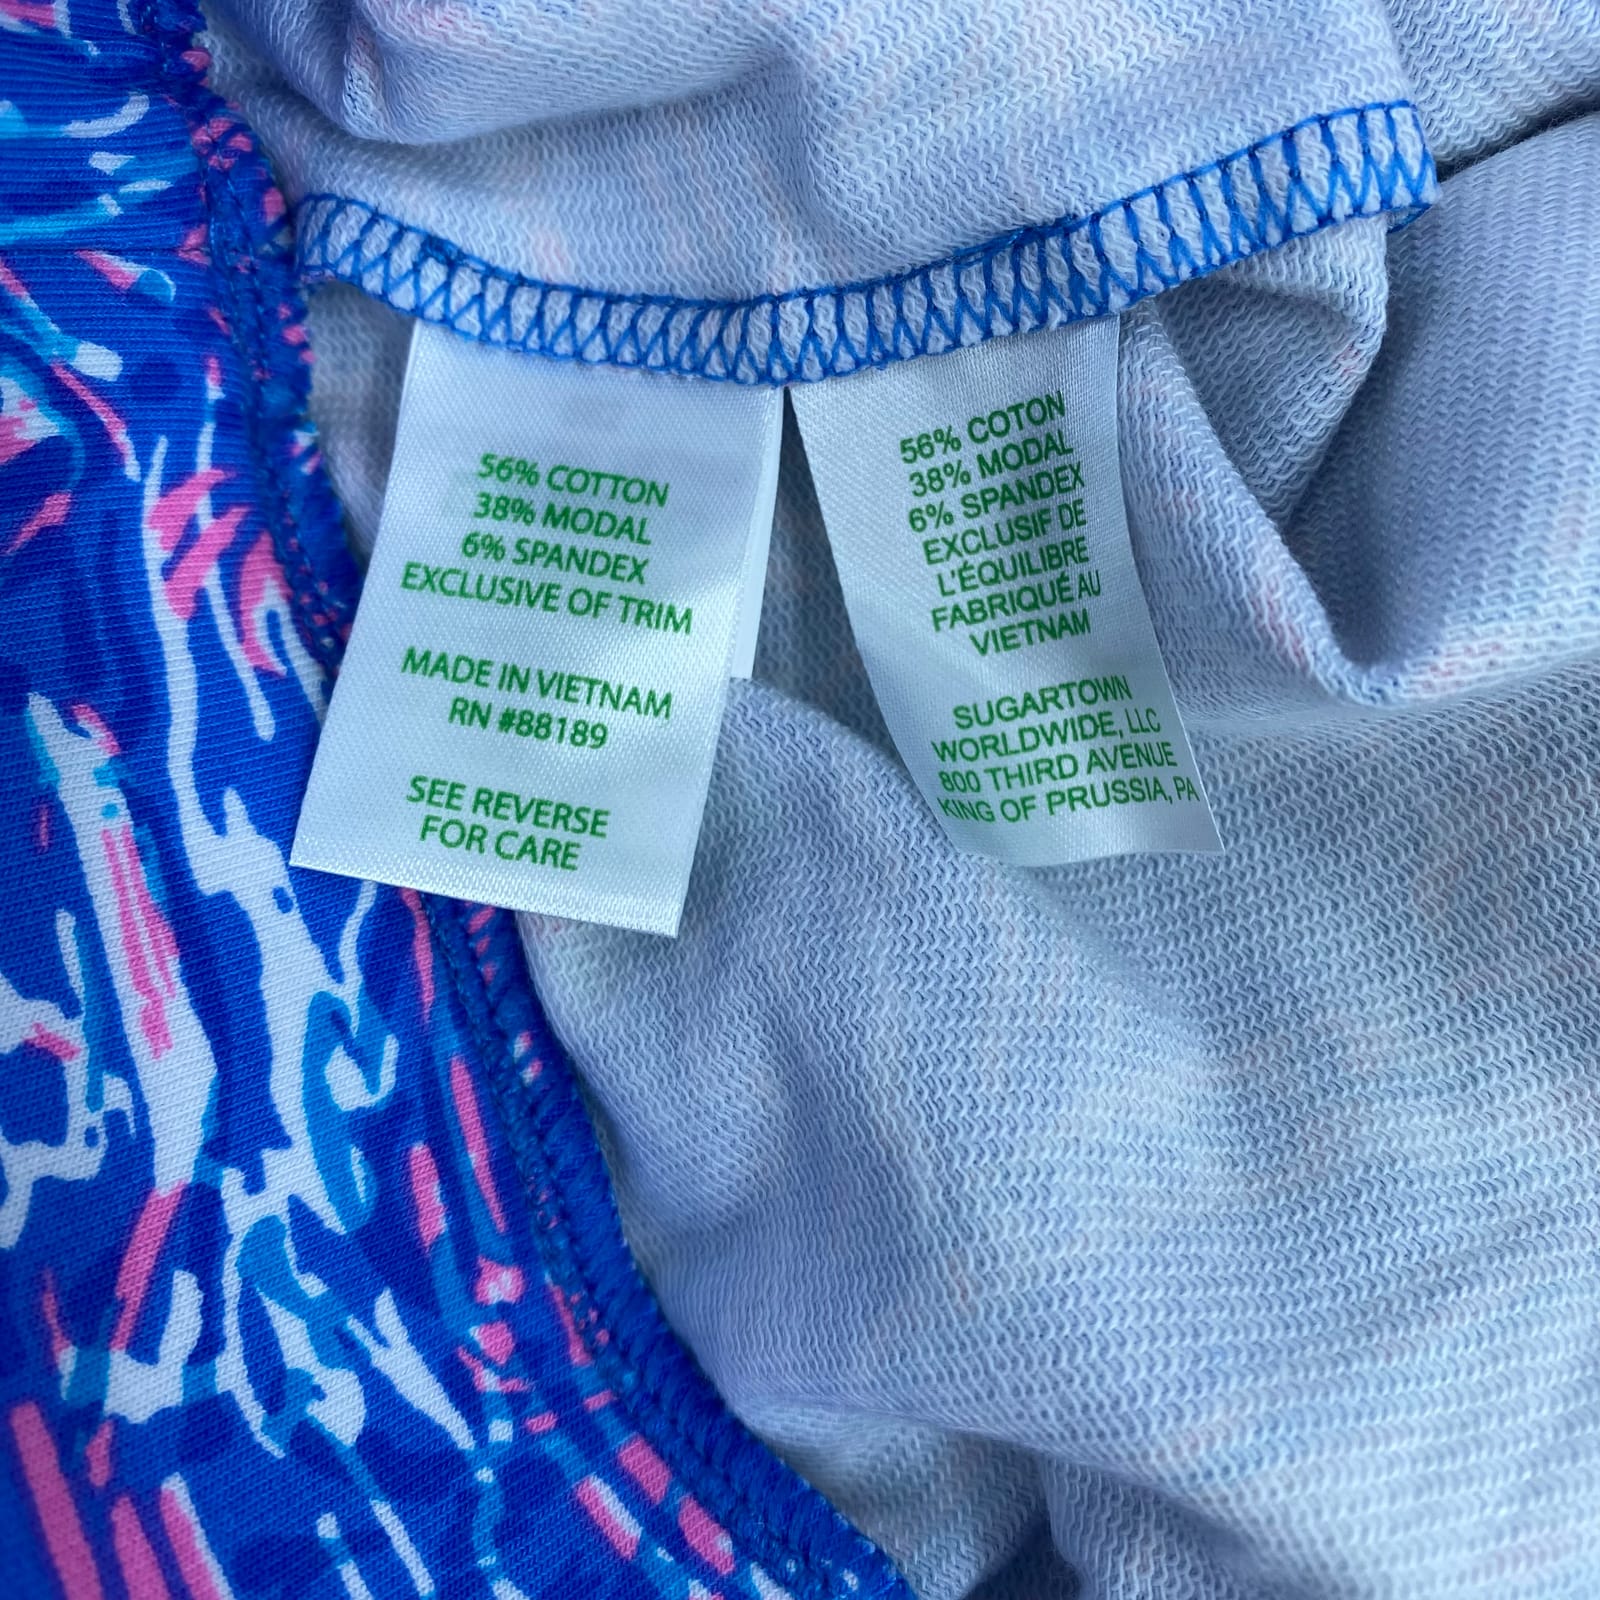 56% COTTON
38% MODAL
6% SPANDEX
EXCLUSIVE OF TRIM
MADE IN VIETNAM
RN #88189
SEE REVERSE
FOR CARE
56% COTON
38% MODAL
6% SPANDEX
EXCLUSIF DE
L'ÉQUILIBRE
FABRIQUÉ AU
VIETNAM
SUGARTOWN
WORLDWIDE, LLC
800 THIRD AVENUE
KING OF PRUSSIA, PA